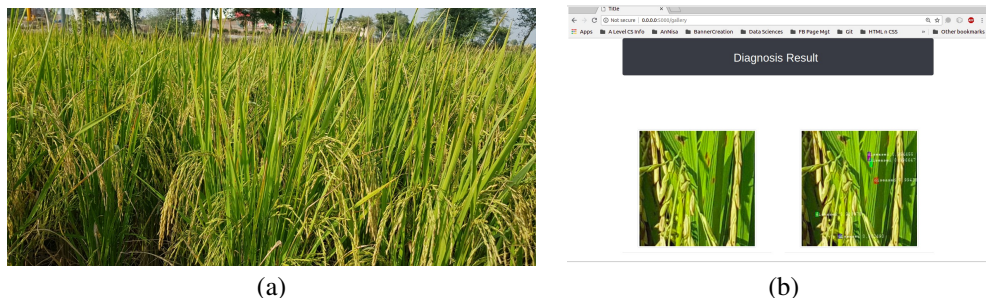 Title
Not secure | 0.0.0.0:5000/gallery
Apps A Level CS Info AnNisa BannerCreation Data Sciences FB Page Mgt Git HTML n CSS » Other bookmarks
Diagnosis Result
(a)
(b)